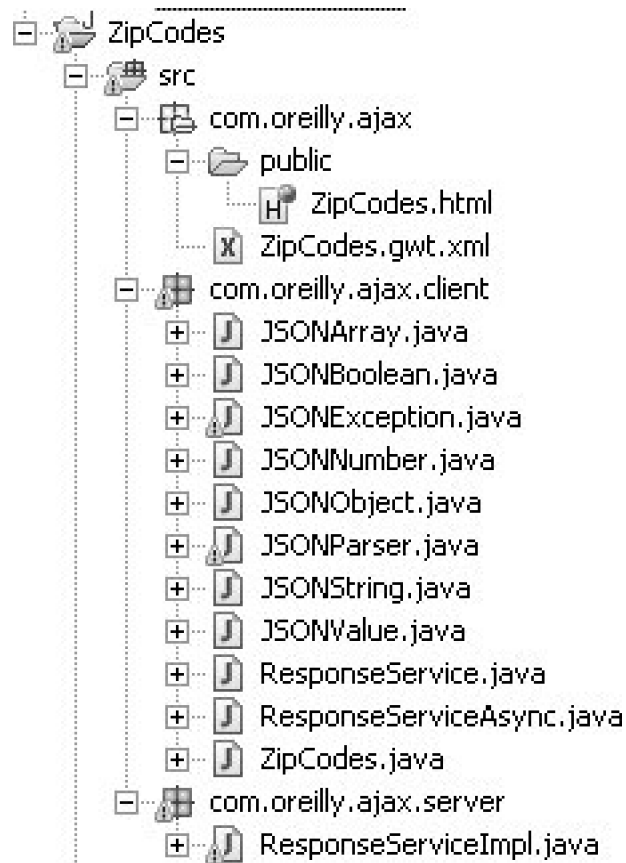 ZipCodes
src
com.oreilly.ajax
public
ZipCodes.html
ZipCodes.gwt.xml
com.oreilly.ajax.client
JSONArray.java
JSONBoolean.java
JSONException.java
JSONNumber.java
JSONObject.java
JSONParser.java
JSONString.java
JSONValue.java
ResponseService.java
ResponseServiceAsync.java
ZipCodes.java
com.oreilly.ajax.server
ResponseServiceImpl.java